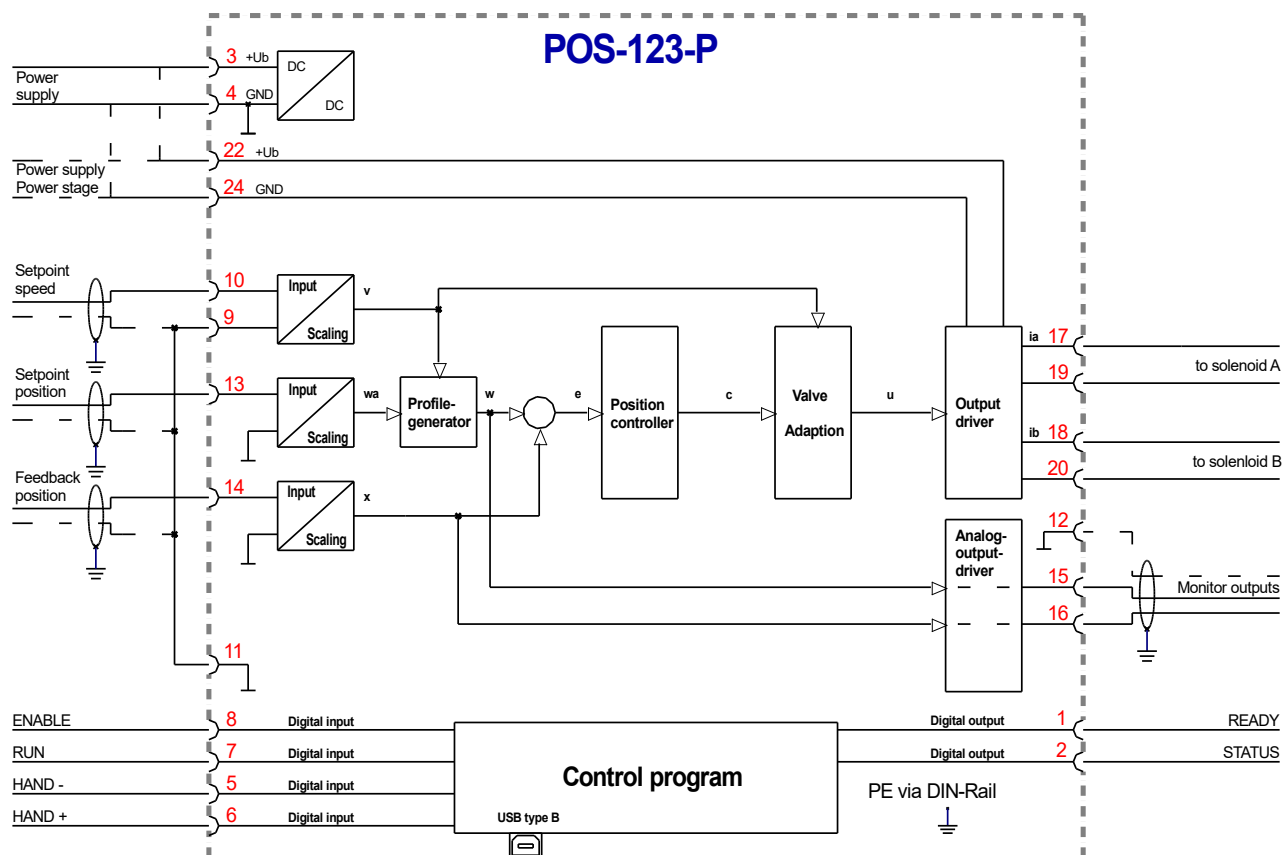 POS-123-P
3 +Ub
DC
DC
Power
supply
4 GND
22 +Ub
Power supply
Power stage
24 GND
Setpoint
speed
10
9
Input
Scaling
v
Setpoint
position
13
Input
Scaling
wa
Profile-
generator
w
e
Position
controller
c
Valve
Adaption
u
Output
driver
ia 17
to solenoid A
19
ib 18
to solenloid B
20
Feedback
position
14
Input
Scaling
x
12
Analog-
output-
driver
15
Monitor outputs
16
11
ENABLE 8 Digital input
RUN 7 Digital input
HAND - 5 Digital input
HAND + 6 Digital input
Control program
USB type B
Digital output 1 READY
Digital output 2 STATUS
PE via DIN-Rail